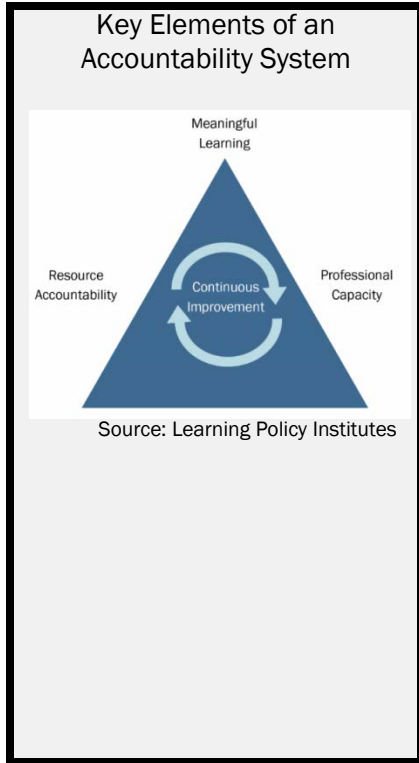 Key Elements of an
Accountability System
Meaningful
Learning
Resource
Accountability
Continuous
Improvement
Professional
Capacity
Source: Learning Policy Institutes